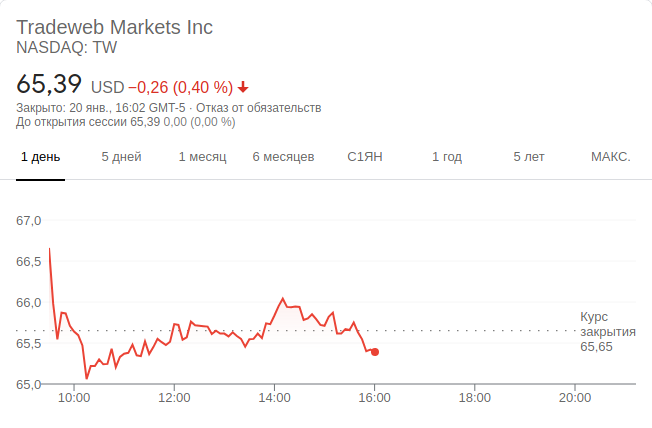 Tradeweb Markets Inc
NASDAQ: TW
65,39 USD −0,26 (0,40 %)
Закрыто: 20 янв., 16:02 GMT-5 · Отказ от обязательств
До открытия сессии 65,39 0,00 (0,00 %)
1 день 5 дней 1 месяц 6 месяцев С1ЯН 1 год 5 лет МАКС.
67,0
66,5
66,0
Курс
закрытия
65,65
65,5
65,0
10:00 12:00 14:00 16:00 18:00 20:00